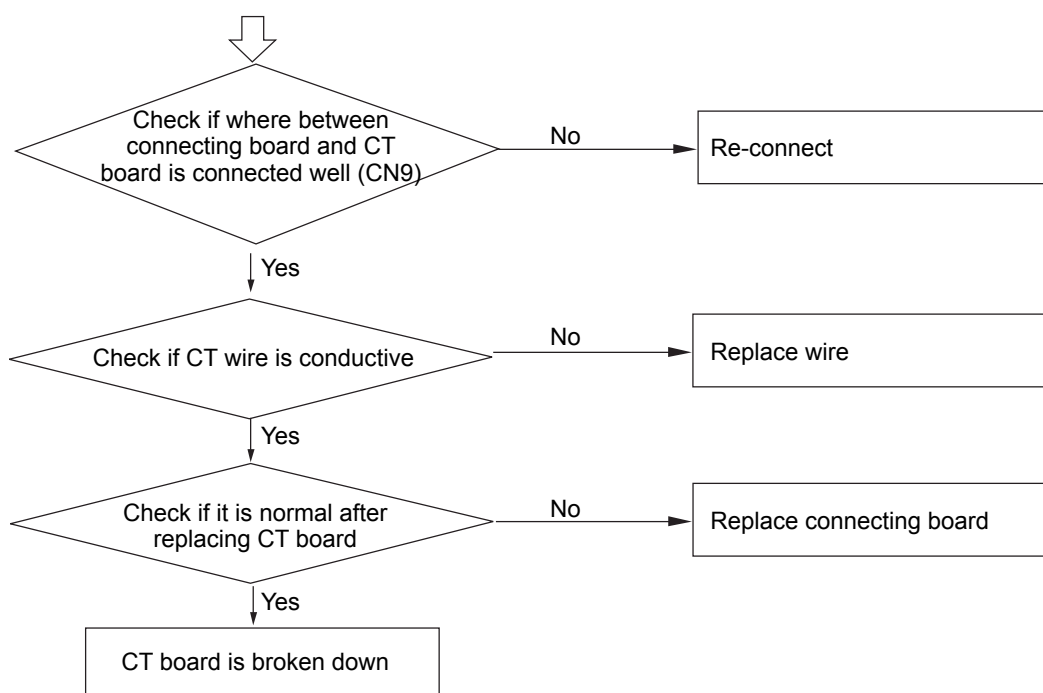 Check if where between
connecting board and CT
board is connected well (CN9)
No
Re-connect
Yes
Check if CT wire is conductive
No
Replace wire
Yes
Check if it is normal after
replacing CT board
No
Replace connecting board
Yes
CT board is broken down